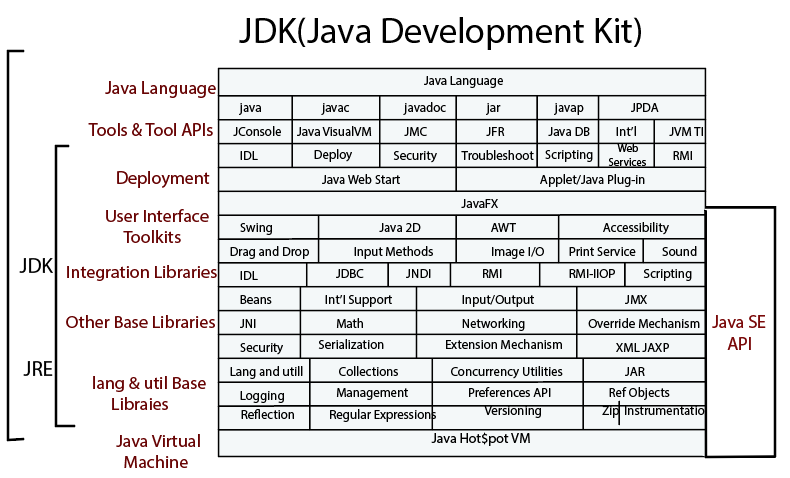 JDK(Java Development Kit)
Java Language
Java Language
java javac javadoc jar javap JPDA
Tools & Tool APIs
JConsole Java VisualVM JMC JFR Java DB Int'l JVM TI
IDL Deploy Security Troubleshoot Scripting Web Services RMI
Deployment
Java Web Start Applet/Java Plug-in
JavaFX
User Interface Toolkits
Swing Java 2D AWT Accessibility
Drag and Drop Input Methods Image I/O Print Service Sound
JDK
Integration Libraries
IDL JDBC JNDI RMI RMI-IIOP Scripting
Beans Int'l Support Input/Output JMX
Other Base Libraries
JNI Math Networking Override Mechanism
Java SE API
Security Serialization Extension Mechanism XML JAXP
JRE
Lang and utill Collections Concurrency Utilities JAR
lang & util Base Libraies
Logging Management Preferences API Ref Objects
Reflection Regular Expressions Versioning Zip Instrumentatio
Java Virtual Machine
Java Hot$pot VM